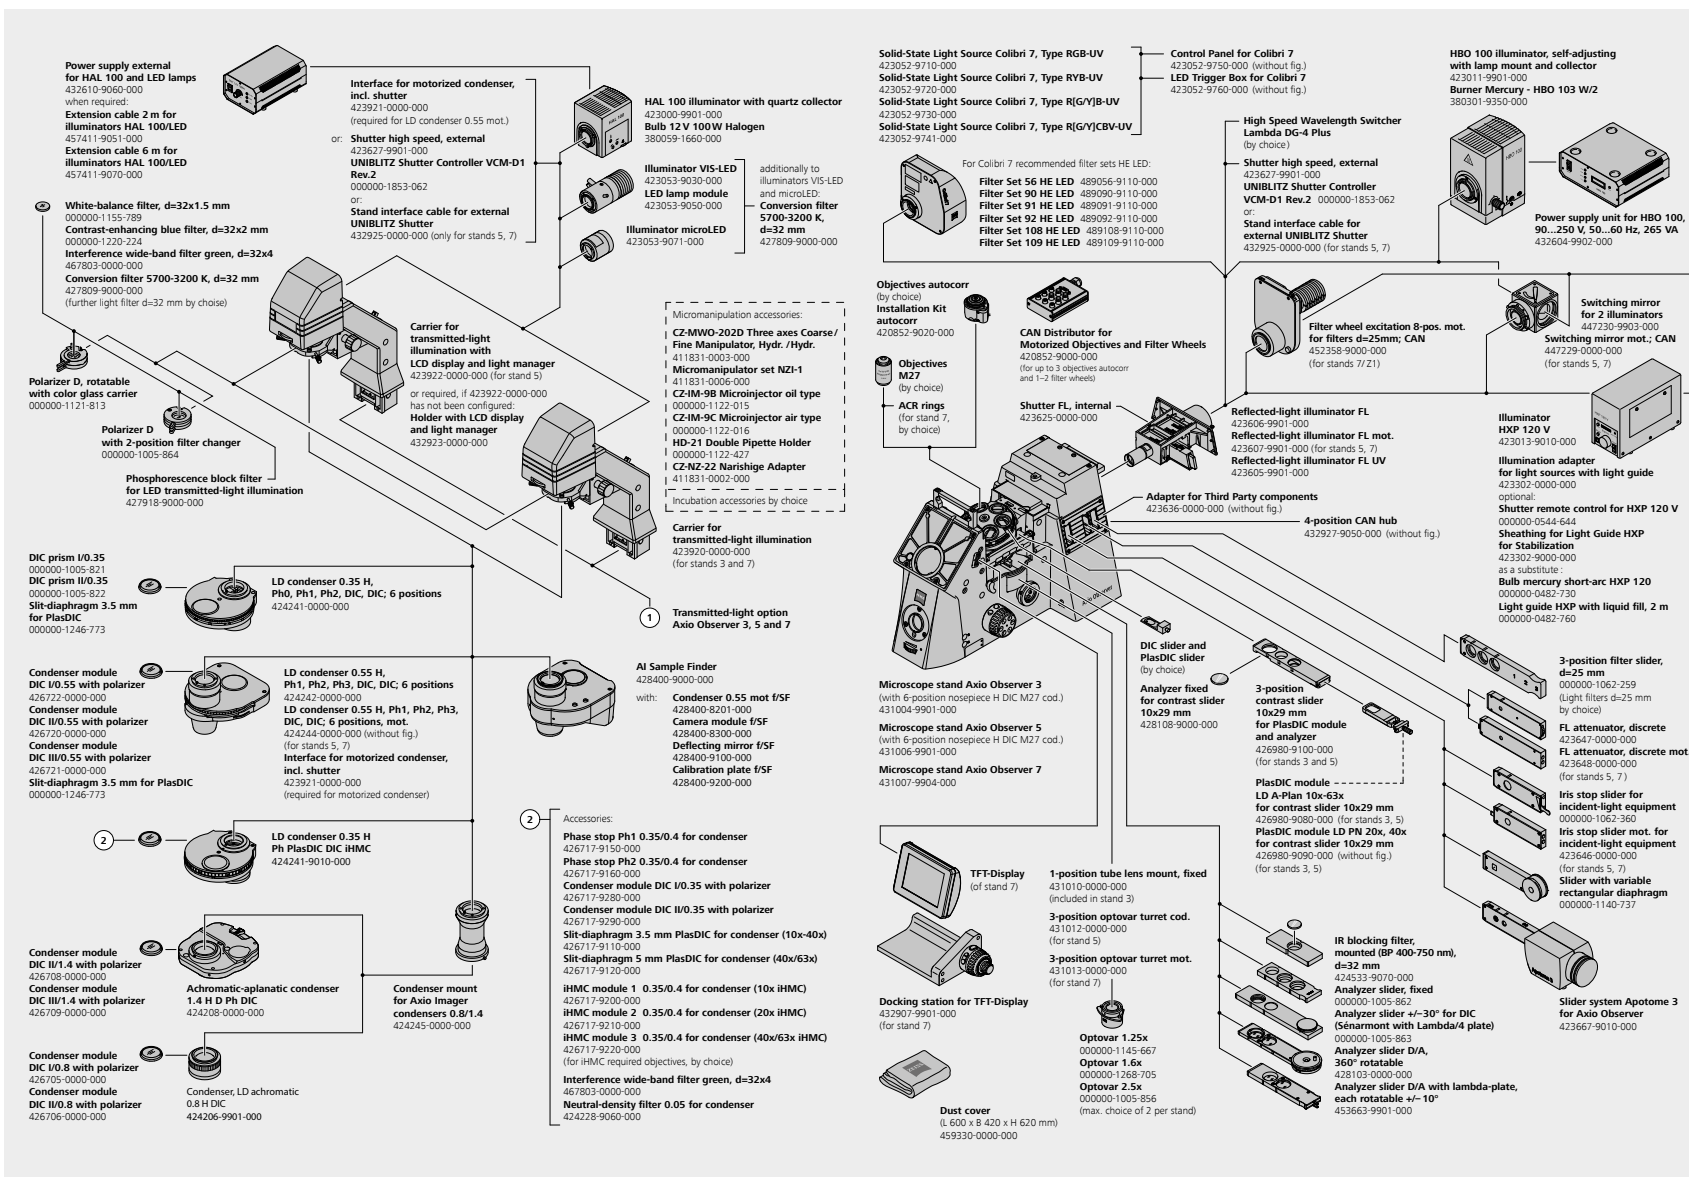 Power supply external
for HAL 100 and LED lamps
432610-9060-000
when required:
Extension cable 2 m for
illuminators HAL 100/LED
457411-9051-000
Extension cable 6 m for
illuminators HAL 100/LED
457411-9070-000
White-balance filter, d=32x1.5 mm
000000-1155-789
Contrast-enhancing blue filter, d=32x2 mm
000000-1220-224
Interference wide-band filter green, d=32x4
467803-0000-000
Conversion filter 5700-3200 K, d=32 mm
427809-9000-000
(further light filter d=32 mm by choise)
Interface for motorized condenser,
incl. shutter
423921-0000-000
(required for LD condenser 0.55 mot.)
or: Shutter high speed, external
423627-9901-000
UNIBLITZ Shutter Controller VCM-D1
Rev.2
000000-1853-062
or:
Stand interface cable for external
UNIBLITZ Shutter
432925-0000-000 (only for stands 5, 7)
HAL 100
HAL 100 illuminator with quartz collector
423000-9901-000
Bulb 12 V 100 W Halogen
380059-1660-000
Illuminator VIS-LED
423053-9030-000
LED lamp module
423053-9050-000
Illuminator microLED
423053-9071-000
additionally to
illuminators VIS-LED
and microLED:
Conversion filter
5700-3200 K,
d=32 mm
427809-9000-000
Polarizer D, rotatable
with color glass carrier
000000-1121-813
Polarizer D
with 2-position filter changer
000000-1005-864
Phosphorescence block filter
for LED transmitted-light illumination
427918-9000-000
Carrier for
transmitted-light
illumination with
LCD display and light manager
423922-0000-000 (for stand 5)
or required, if 423922-0000-000
has not been configured:
Holder with LCD display
and light manager
432923-0000-000
Micromanipulation accessories:
CZ-MWO-202D Three axes Coarse/
Fine Manipulator, Hydr. /Hydr.
411831-0003-000
Micromanipulator set NZI-1
411831-0006-000
CZ-IM-9B Microinjector oil type
000000-1122-015
CZ-IM-9C Microinjector air type
000000-1122-016
HD-21 Double Pipette Holder
000000-1122-427
CZ-NZ-22 Narishige Adapter
411831-0002-000
Incubation accessories by choice
Carrier for
transmitted-light illumination
423920-0000-000
(for stands 3 and 7)
1
Transmitted-light option
Axio Observer 3, 5 and 7
DIC prism I/0.35
000000-1005-821
DIC prism II/0.35
000000-1005-822
Slit-diaphragm 3.5 mm
for PlasDIC
000000-1246-773
LD condenser 0.35 H,
Ph0, Ph1, Ph2, DIC, DIC; 6 positions
424241-0000-000
Condenser module
DIC I/0.55 with polarizer
426722-0000-000
Condenser module
DIC II/0.55 with polarizer
426720-0000-000
Condenser module
DIC III/0.55 with polarizer
426721-0000-000
Slit-diaphragm 3.5 mm for PlasDIC
000000-1246-773
LD condenser 0.55 H,
Ph1, Ph2, Ph3, DIC, DIC; 6 positions
424242-0000-000
LD condenser 0.55 H, Ph1, Ph2, Ph3,
DIC, DIC; 6 positions, mot.
424244-0000-000 (without fig.)
(for stands 5, 7)
Interface for motorized condenser,
incl. shutter
423921-0000-000
(required for motorized condenser)
AI Sample Finder
428400-9000-000
with: Condenser 0.55 mot f/SF
428400-8201-000
Camera module f/SF
428400-8300-000
Deflecting mirror f/SF
428400-9100-000
Calibration plate f/SF
428400-9200-000
2
LD condenser 0.35 H
Ph PlasDIC DIC iHMC
424241-9010-000
Condenser module
DIC II/1.4 with polarizer
426708-0000-000
Condenser module
DIC III/1.4 with polarizer
426709-0000-000
Achromatic-aplanatic condenser
1.4 H D Ph DIC
424208-0000-000
Condenser mount
for Axio Imager
condensers 0.8/1.4
424245-0000-000
Condenser module
DIC I/0.8 with polarizer
426705-0000-000
Condenser module
DIC II/0.8 with polarizer
426706-0000-000
Condenser, LD achromatic
0.8 H DIC
424206-9901-000
2
Accessories:
Phase stop Ph1 0.35/0.4 for condenser
426717-9150-000
Phase stop Ph2 0.35/0.4 for condenser
426717-9160-000
Condenser module DIC I/0.35 with polarizer
426717-9280-000
Condenser module DIC II/0.35 with polarizer
426717-9290-000
Slit-diaphragm 3.5 mm PlasDIC for condenser (10x-40x)
426717-9110-000
Slit-diaphragm 5 mm PlasDIC for condenser (40x/63x)
426717-9120-000
iHMC module 1 0.35/0.4 for condenser (10x iHMC)
426717-9200-000
iHMC module 2 0.35/0.4 for condenser (20x iHMC)
426717-9210-000
iHMC module 3 0.35/0.4 for condenser (40x/63x iHMC)
426717-9220-000
(for iHMC required objectives, by choice)
Interference wide-band filter green, d=32x4
467803-0000-000
Neutral-density filter 0.05 for condenser
424228-9060-000
Solid-State Light Source Colibri 7, Type RGB-UV
423052-9710-000
Solid-State Light Source Colibri 7, Type RYB-UV
423052-9720-000
Solid-State Light Source Colibri 7, Type R[G/Y]B-UV
423052-9730-000
Solid-State Light Source Colibri 7, Type R[G/Y]CBV-UV
423052-9741-000
Control Panel for Colibri 7
423052-9750-000 (without fig.)
LED Trigger Box for Colibri 7
423052-9760-000 (without fig.)
For Colibri 7 recommended filter sets HE LED:
Filter Set 56 HE LED 489056-9110-000
Filter Set 90 HE LED 489090-9110-000
Filter Set 91 HE LED 489091-9110-000
Filter Set 92 HE LED 489092-9110-000
Filter Set 108 HE LED 489108-9110-000
Filter Set 109 HE LED 489109-9110-000
High Speed Wavelength Switcher
Lambda DG-4 Plus
(by choice)
Shutter high speed, external
423627-9901-000
UNIBLITZ Shutter Controller
VCM-D1 Rev.2 000000-1853-062
or:
Stand interface cable for
external UNIBLITZ Shutter
432925-0000-000 (for stands 5, 7)
HBO 100 illuminator, self-adjusting
with lamp mount and collector
423011-9901-000
Burner Mercury - HBO 103 W/2
380301-9350-000
HBO 100
Power supply unit for HBO 100,
90...250 V, 50...60 Hz, 265 VA
432604-9902-000
Objectives autocorr
(by choice)
Installation Kit
autocorr
420852-9020-000
Objectives
M27
(by choice)
ACR rings
(for stand 7,
by choice)
CAN Distributor for
Motorized Objectives and Filter Wheels
420852-9000-000
(for up to 3 objectives autocorr
and 1–2 filter wheels)
Shutter FL, internal
423625-0000-000
Filter wheel excitation 8-pos. mot.
for filters d=25mm; CAN
452358-9000-000
(for stands 7/ Z1)
Switching mirror
for 2 illuminators
447230-9903-000
Switching mirror mot.; CAN
447229-0000-000
(for stands 5, 7)
Reflected-light illuminator FL
423606-9901-000
Reflected-light illuminator FL mot.
423607-9901-000 (for stands 5, 7)
Reflected-light illuminator FL UV
423605-9901-000
Illuminator
HXP 120 V
423013-9010-000
Illumination adapter
for light sources with light guide
423302-0000-000
optional:
Shutter remote control for HXP 120 V
000000-0544-644
Sheathing for Light Guide HXP
for Stabilization
423302-9000-000
as a substitute :
Bulb mercury short-arc HXP 120
000000-0482-730
Light guide HXP with liquid fill, 2 m
000000-0482-760
Adapter for Third Party components
423636-0000-000 (without fig.)
4-position CAN hub
432927-9050-000 (without fig.)
Axio Observer
Microscope stand Axio Observer 3
(with 6-position nosepiece H DIC M27 cod.)
431004-9901-000
Microscope stand Axio Observer 5
(with 6-position nosepiece H DIC M27 cod.)
431006-9901-000
Microscope stand Axio Observer 7
431007-9904-000
DIC slider and
PlasDIC slider
(by choice)
Analyzer fixed
for contrast slider
10x29 mm
428108-9000-000
3-position
contrast slider
10x29 mm
for PlasDIC module
and analyzer
426980-9100-000
(for stands 3 and 5)
PlasDIC module
LD A-Plan 10x-63x
for contrast slider 10x29 mm
426980-9080-000 (for stands 3, 5)
PlasDIC module LD PN 20x, 40x
for contrast slider 10x29 mm
426980-9090-000 (without fig.)
(for stands 3, 5)
3-position filter slider,
d=25 mm
000000-1062-259
(Light filters d=25 mm
by choice)
FL attenuator, discrete
423647-0000-000
FL attenuator, discrete mot.
423648-0000-000
(for stands 5, 7 )
Iris stop slider for
incident-light equipment
000000-1062-360
Iris stop slider mot. for
incident-light equipment
423646-0000-000
(for stands 5, 7)
Slider with variable
rectangular diaphragm
000000-1140-737
Slider system Apotome 3
for Axio Observer
423667-9010-000
TFT-Display
(of stand 7)
Docking station for TFT-Display
432907-9901-000
(for stand 7)
Dust cover
(L 600 x B 420 x H 620 mm)
459330-0000-000
1-position tube lens mount, fixed
431010-0000-000
(included in stand 3)
3-position optovar turret cod.
431012-0000-000
(for stand 5)
3-position optovar turret mot.
431013-0000-000
(for stand 7)
Optovar 1.25x
000000-1145-667
Optovar 1.6x
000000-1268-705
Optovar 2.5x
000000-1005-856
(max. choice of 2 per stand)
IR blocking filter,
mounted (BP 400-750 nm),
d=32 mm
424533-9070-000
Analyzer slider, fixed
000000-1005-862
Analyzer slider +/–30° for DIC
(Sénarmont with Lambda/4 plate)
000000-1005-863
Analyzer slider D/A,
360° rotatable
428103-0000-000
Analyzer slider D/A with lambda-plate,
each rotatable +/– 10°
453663-9901-000